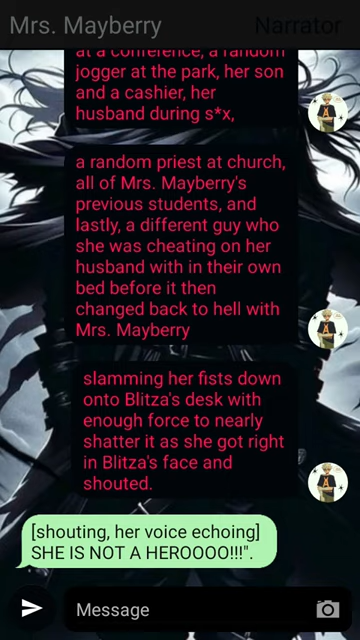 Mrs. Mayberry
Narrator
at a conference, a random
jogger at the park, her son
and a cashier, her
husband during s*x,
a random priest at church,
all of Mrs. Mayberry's
previous students, and
lastly, a different guy who
she was cheating on her
husband with in their own
bed before it then
changed back to hell with
Mrs. Mayberry
slamming her fists down
onto Blitza's desk with
enough force to nearly
shatter it as she got right
in Blitza's face and
shouted.
[shouting, her voice echoing]
SHE IS NOT A HEROOOO!!!".
Message